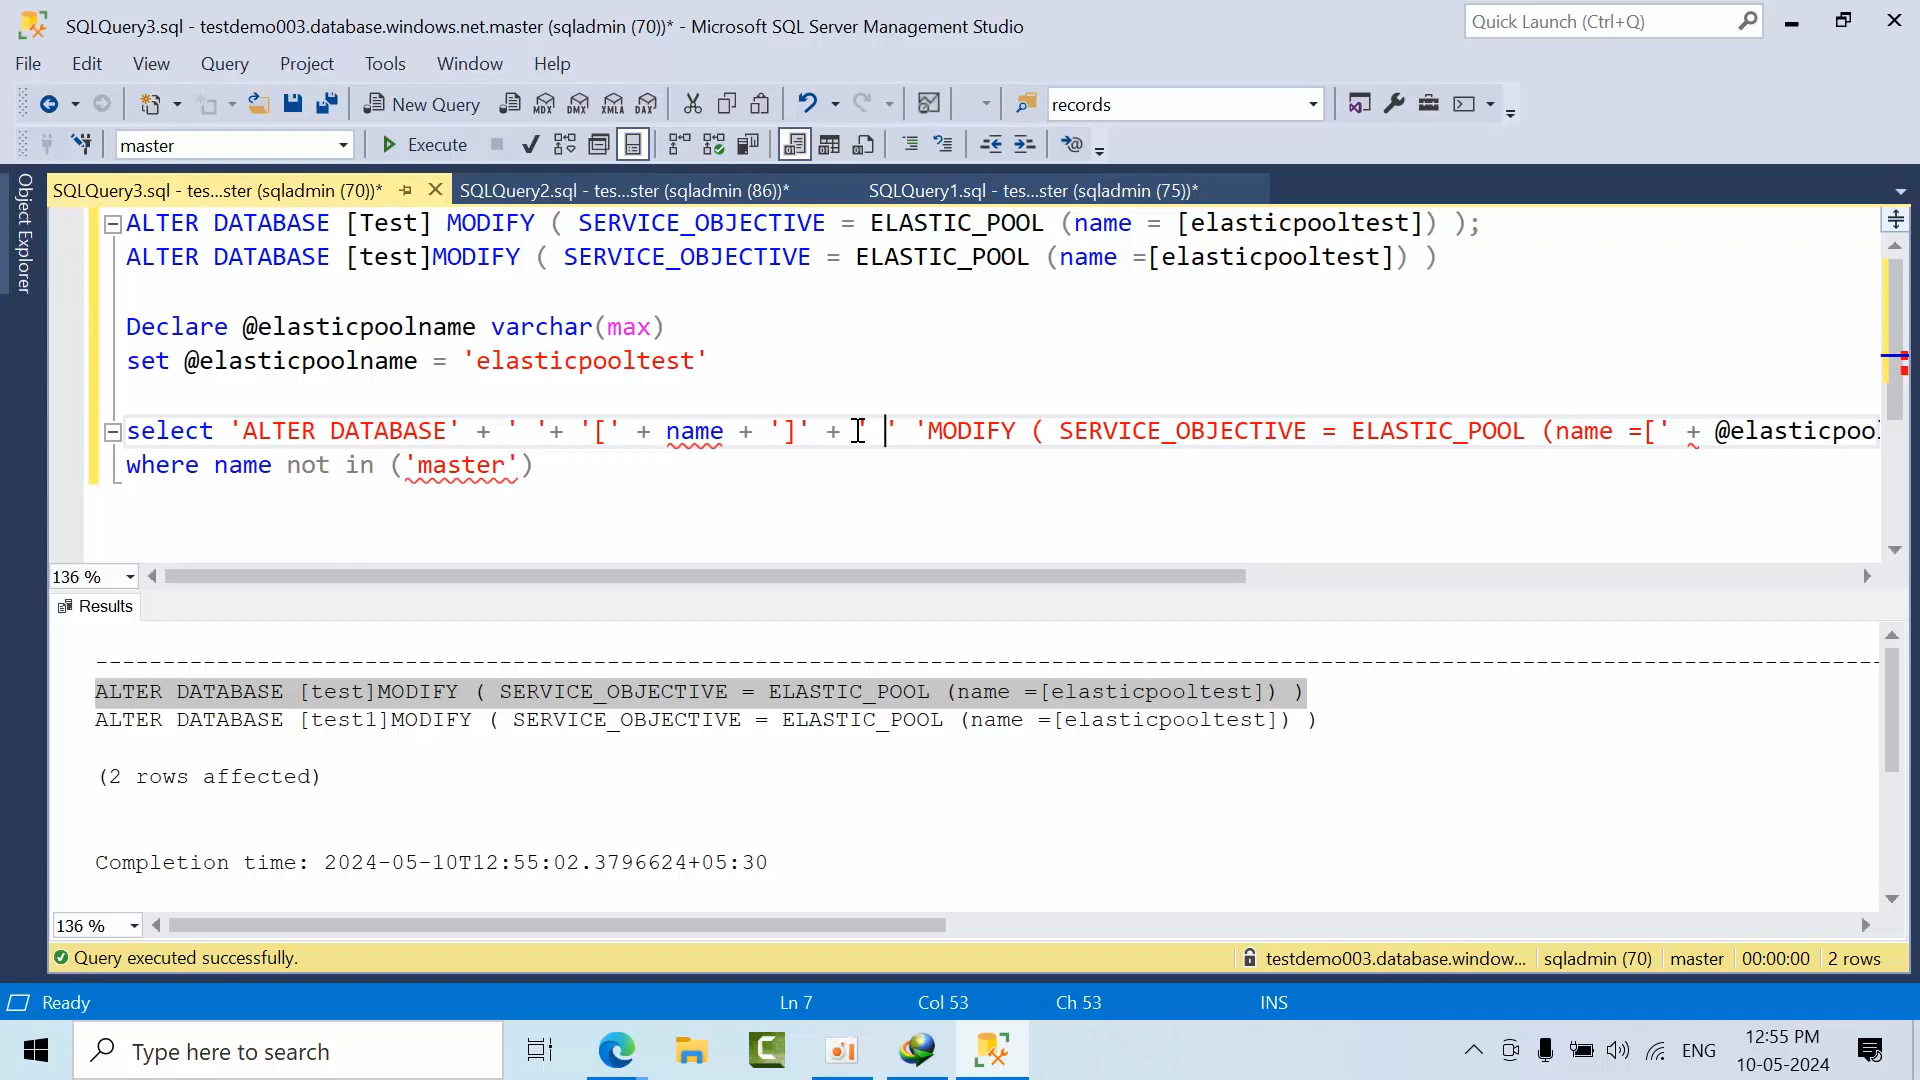 SQLQuery3.sql - testdemo003.database.windows.net.master (sqladmin (70))* - Microsoft SQL Server Management Studio
Quick Launch (Ctrl+Q)
File Edit View Query Project Tools Window Help
New Query MDX DMX XMLA DAX records
master Execute
Object Explorer
SQLQuery3.sql - tes...ster (sqladmin (70))* SQLQuery2.sql - tes...ster (sqladmin (86))* SQLQuery1.sql - tes...ster (sqladmin (75))*
ALTER DATABASE [Test] MODIFY ( SERVICE_OBJECTIVE = ELASTIC_POOL (name = [elasticpooltest]) );
ALTER DATABASE [test]MODIFY ( SERVICE_OBJECTIVE = ELASTIC_POOL (name =[elasticpooltest]) )
Declare @elasticpoolname varchar(max)
set @elasticpoolname = 'elasticpooltest'
select 'ALTER DATABASE' + ' '+ '[' + name + ']' + ' ' 'MODIFY ( SERVICE_OBJECTIVE = ELASTIC_POOL (name =[' + @elasticpool
where name not in ('master')
136 %
Results
ALTER DATABASE [test]MODIFY ( SERVICE_OBJECTIVE = ELASTIC_POOL (name =[elasticpooltest]) )
ALTER DATABASE [test1]MODIFY ( SERVICE_OBJECTIVE = ELASTIC_POOL (name =[elasticpooltest]) )
(2 rows affected)
Completion time: 2024-05-10T12:55:02.3796624+05:30
136 %
Query executed successfully. testdemo003.database.window... sqladmin (70) master 00:00:00 2 rows
Ready Ln 7 Col 53 Ch 53 INS
Type here to search
ENG
12:55 PM
10-05-2024